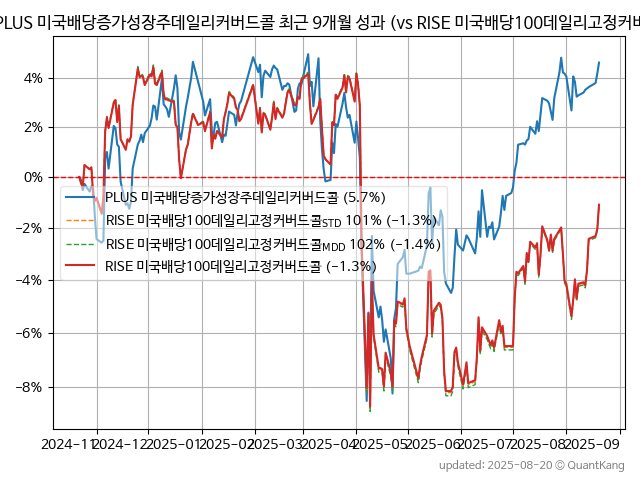 PLUS 미국배당증가성장주데일리커버드콜 최근 9개월 성과 (vs RISE 미국배당100데일리고정커버
4%
2%
0%
−2%
−4%
−6%
−8%
PLUS 미국배당증가성장주데일리커버드콜 (5.7%)
RISE 미국배당100데일리고정커버드콜STD 101% (−1.3%)
RISE 미국배당100데일리고정커버드콜MDD 102% (−1.4%)
RISE 미국배당100데일리고정커버드콜 (−1.3%)
2024-11 2024-12 2025-01 2025-02 2025-03 2025-04 2025-05 2025-06 2025-07 2025-08 2025-09
updated: 2025-08-20 © QuantKang